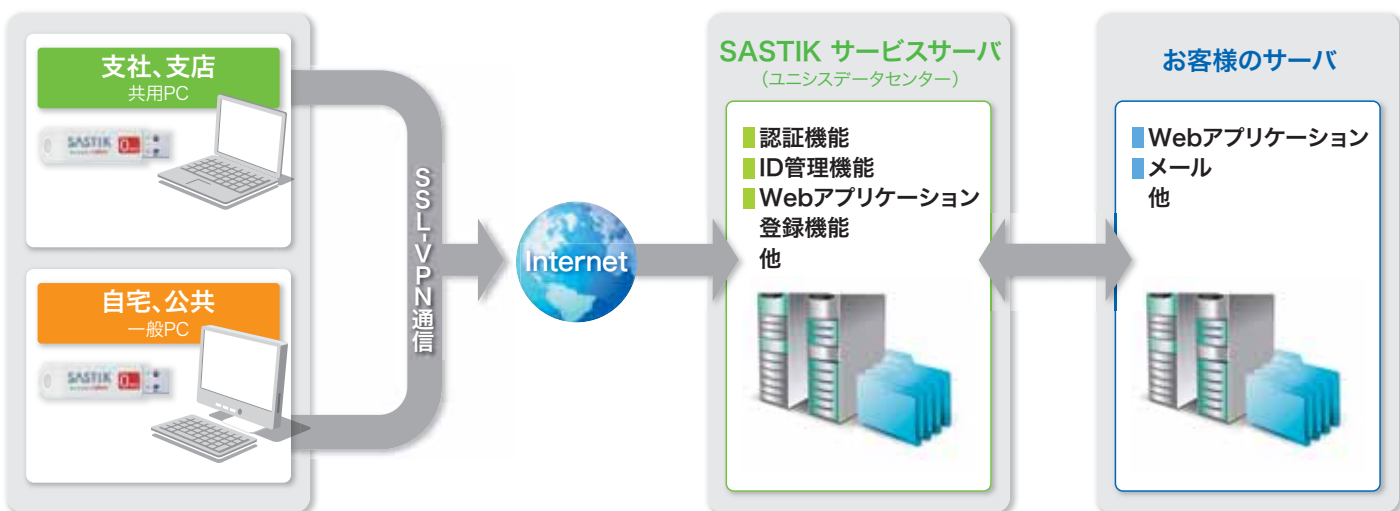 支社、支店
共用PC
SASTIK
自宅、公共
一般PC
SASTIK
SSL-VPN通信
Internet
SASTIK サービスサーバ
（ユニシスデータセンター）
認証機能
ID管理機能
Webアプリケーション
登録機能
他
お客様のサーバ
Webアプリケーション
メール
他